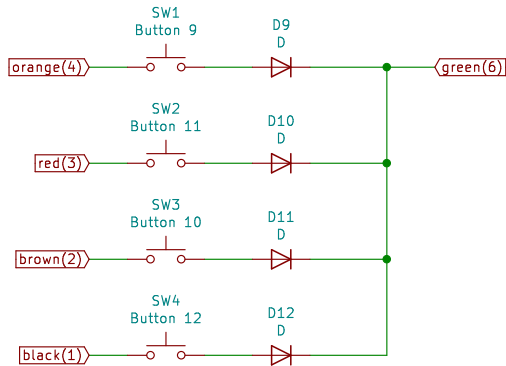 SW1
Button 9
D9
D
orange(4)
green(6)
SW2
Button 11
D10
D
red(3)
SW3
Button 10
D11
D
brown(2)
SW4
Button 12
D12
D
black(1)